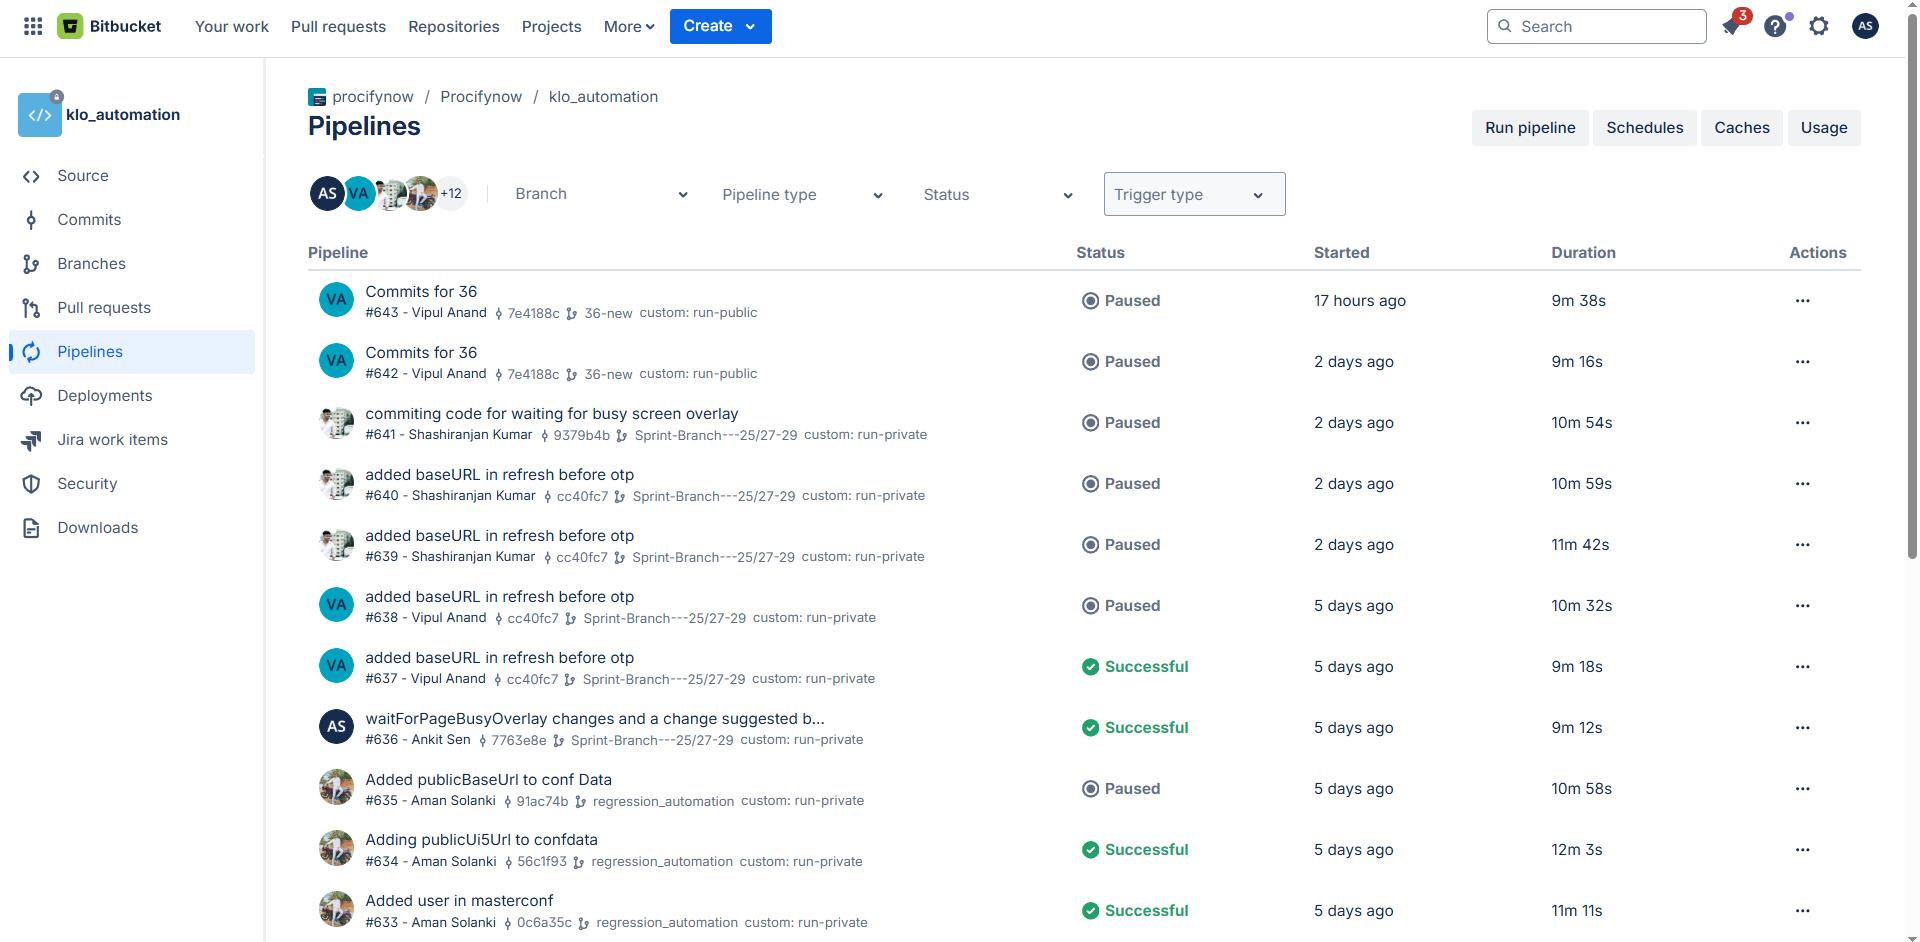 Bitbucket Your work Pull requests Repositories Projects More Create Search 3 ? AS
klo_automation
Source
Commits
Branches
Pull requests
Pipelines
Deployments
Jira work items
Security
Downloads
procifynow / Procifynow / klo_automation
Pipelines
Run pipeline Schedules Caches Usage
AS VA +12 Branch Pipeline type Status Trigger type
Pipeline Status Started Duration Actions
VA Commits for 36
#643 - Vipul Anand 7e4188c 36-new custom: run-public
Paused 17 hours ago 9m 38s
VA Commits for 36
#642 - Vipul Anand 7e4188c 36-new custom: run-public
Paused 2 days ago 9m 16s
commiting code for waiting for busy screen overlay
#641 - Shashiranjan Kumar 9379b4b Sprint-Branch---25/27-29 custom: run-private
Paused 2 days ago 10m 54s
added baseURL in refresh before otp
#640 - Shashiranjan Kumar cc40fc7 Sprint-Branch---25/27-29 custom: run-private
Paused 2 days ago 10m 59s
added baseURL in refresh before otp
#639 - Shashiranjan Kumar cc40fc7 Sprint-Branch---25/27-29 custom: run-private
Paused 2 days ago 11m 42s
VA added baseURL in refresh before otp
#638 - Vipul Anand cc40fc7 Sprint-Branch---25/27-29 custom: run-private
Paused 5 days ago 10m 32s
VA added baseURL in refresh before otp
#637 - Vipul Anand cc40fc7 Sprint-Branch---25/27-29 custom: run-private
Successful 5 days ago 9m 18s
AS waitForPageBusyOverlay changes and a change suggested b...
#636 - Ankit Sen 7763e8e Sprint-Branch---25/27-29 custom: run-private
Successful 5 days ago 9m 12s
Added publicBaseUrl to conf Data
#635 - Aman Solanki 91ac74b regression_automation custom: run-private
Paused 5 days ago 10m 58s
Adding publicUi5Url to confdata
#634 - Aman Solanki 56c1f93 regression_automation custom: run-private
Successful 5 days ago 12m 3s
Added user in masterconf
#633 - Aman Solanki 0c6a35c regression_automation custom: run-private
Successful 5 days ago 11m 11s